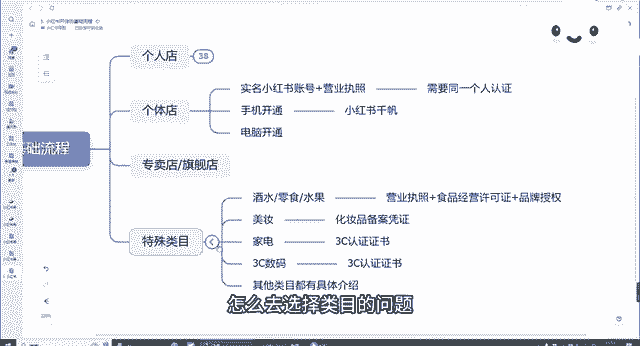 个人店
38
个体店
实名小红书账号+营业执照
需要同一个人认证
手机开通
小红书千帆
电脑开通
基础流程
专卖店/旗舰店
特殊类目
酒水/零食/水果
营业执照+食品经营许可证+品牌授权
美妆
化妆品备案凭证
家电
3C认证证书
3C数码
3C认证证书
其他类目都有具体介绍
怎么去选择类目的问题